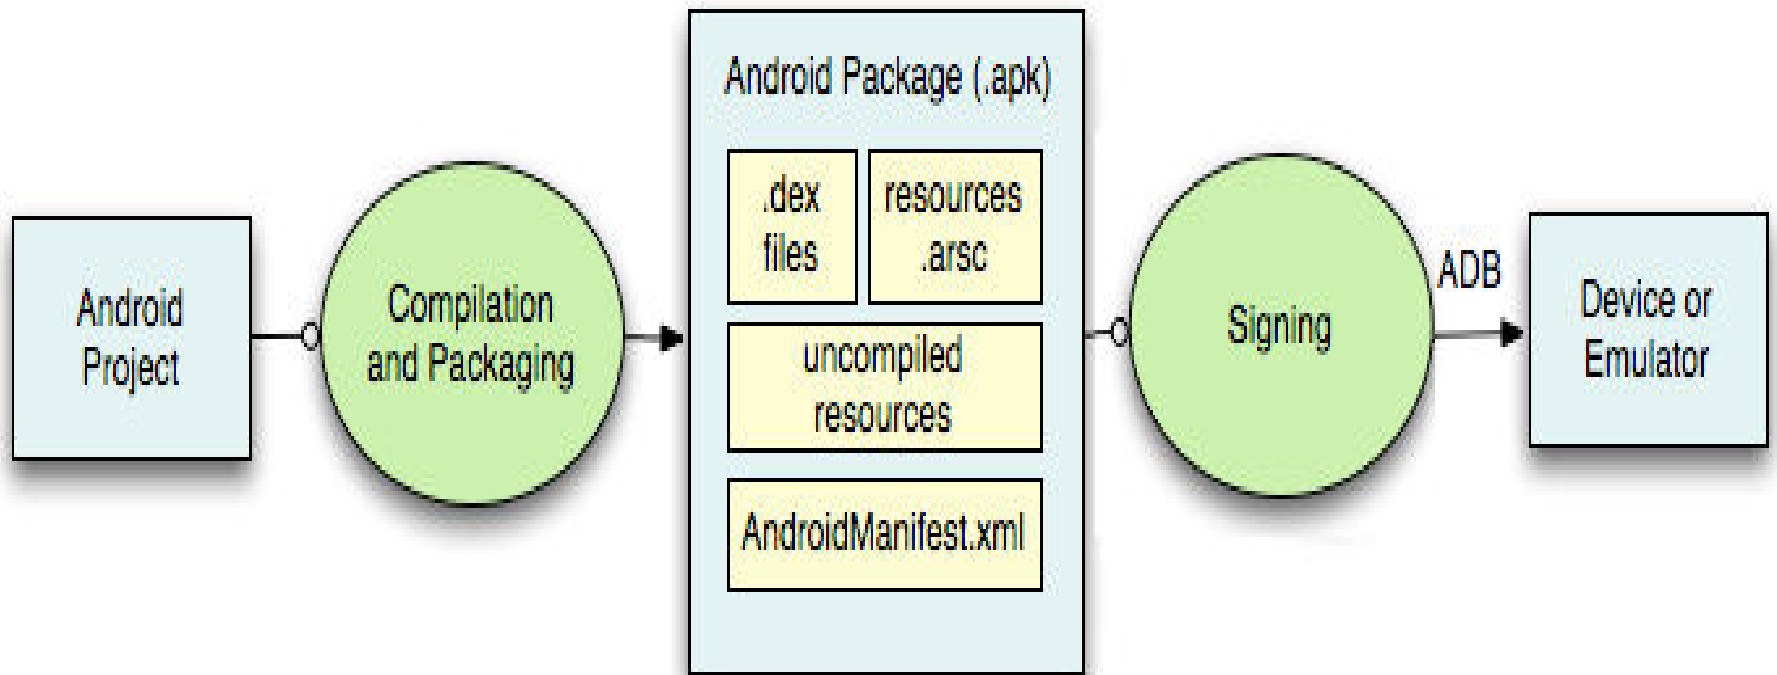 Android
Project
Compilation
and Packaging
Android Package (.apk)
.dex
files
resources
.arsc
uncompiled
resources
AndroidManifest.xml
Signing
ADB
Device or
Emulator